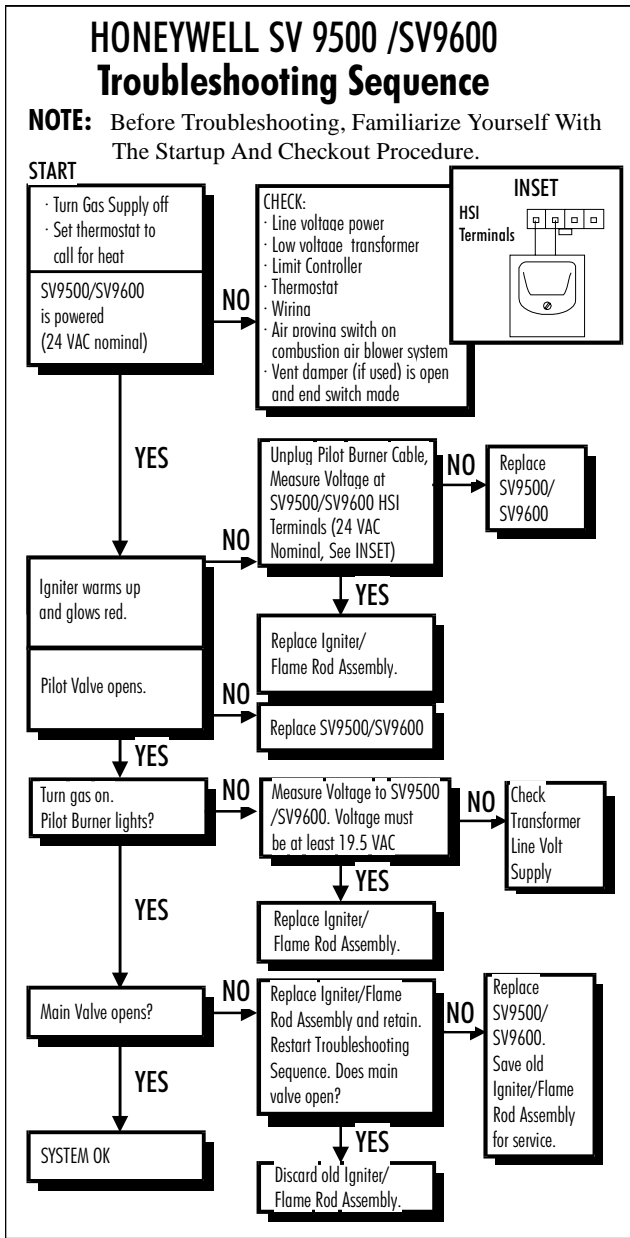 HONEYWELL SV 9500 /SV9600
Troubleshooting Sequence
NOTE: Before Troubleshooting, Familiarize Yourself With
The Startup And Checkout Procedure.
START
· Turn Gas Supply off
· Set thermostat to
call for heat
SV9500/SV9600
is powered
(24 VAC nominal)
NO
CHECK:
· Line voltage power
· Low voltage transformer
· Limit Controller
· Thermostat
· Wirina
· Air provina switch on
combustion air blower system
· Vent damper (if used) is open
and end switch made
INSET
HSI
Terminals
YES
Unplug Pilot Burner Cable,
Measure Voltage at
SV9500/SV9600 HSI
Terminals (24 VAC
Nominal, See INSET)
NO
Replace
SV9500/
SV9600
NO
Igniter warms up
and glows red.
YES
Replace Igniter/
Flame Rod Assembly.
Pilot Valve opens.
NO
Replace SV9500/SV9600
YES
Turn gas on.
Pilot Burner lights?
NO
Measure Voltage to SV9500
/SV9600. Voltage must
be at least 19.5 VAC
NO
Check
Transformer
Line Volt
Supply
YES
YES
Replace Igniter/
Flame Rod Assembly.
Main Valve opens?
NO
Replace Igniter/Flame
Rod Assembly and retain.
Restart Troubleshooting
Sequence. Does main
valve open?
NO
Replace
SV9500/
SV9600.
Save old
Igniter/Flame
Rod Assembly
for service.
YES
YES
SYSTEM OK
Discard old Igniter/
Flame Rod Assembly.